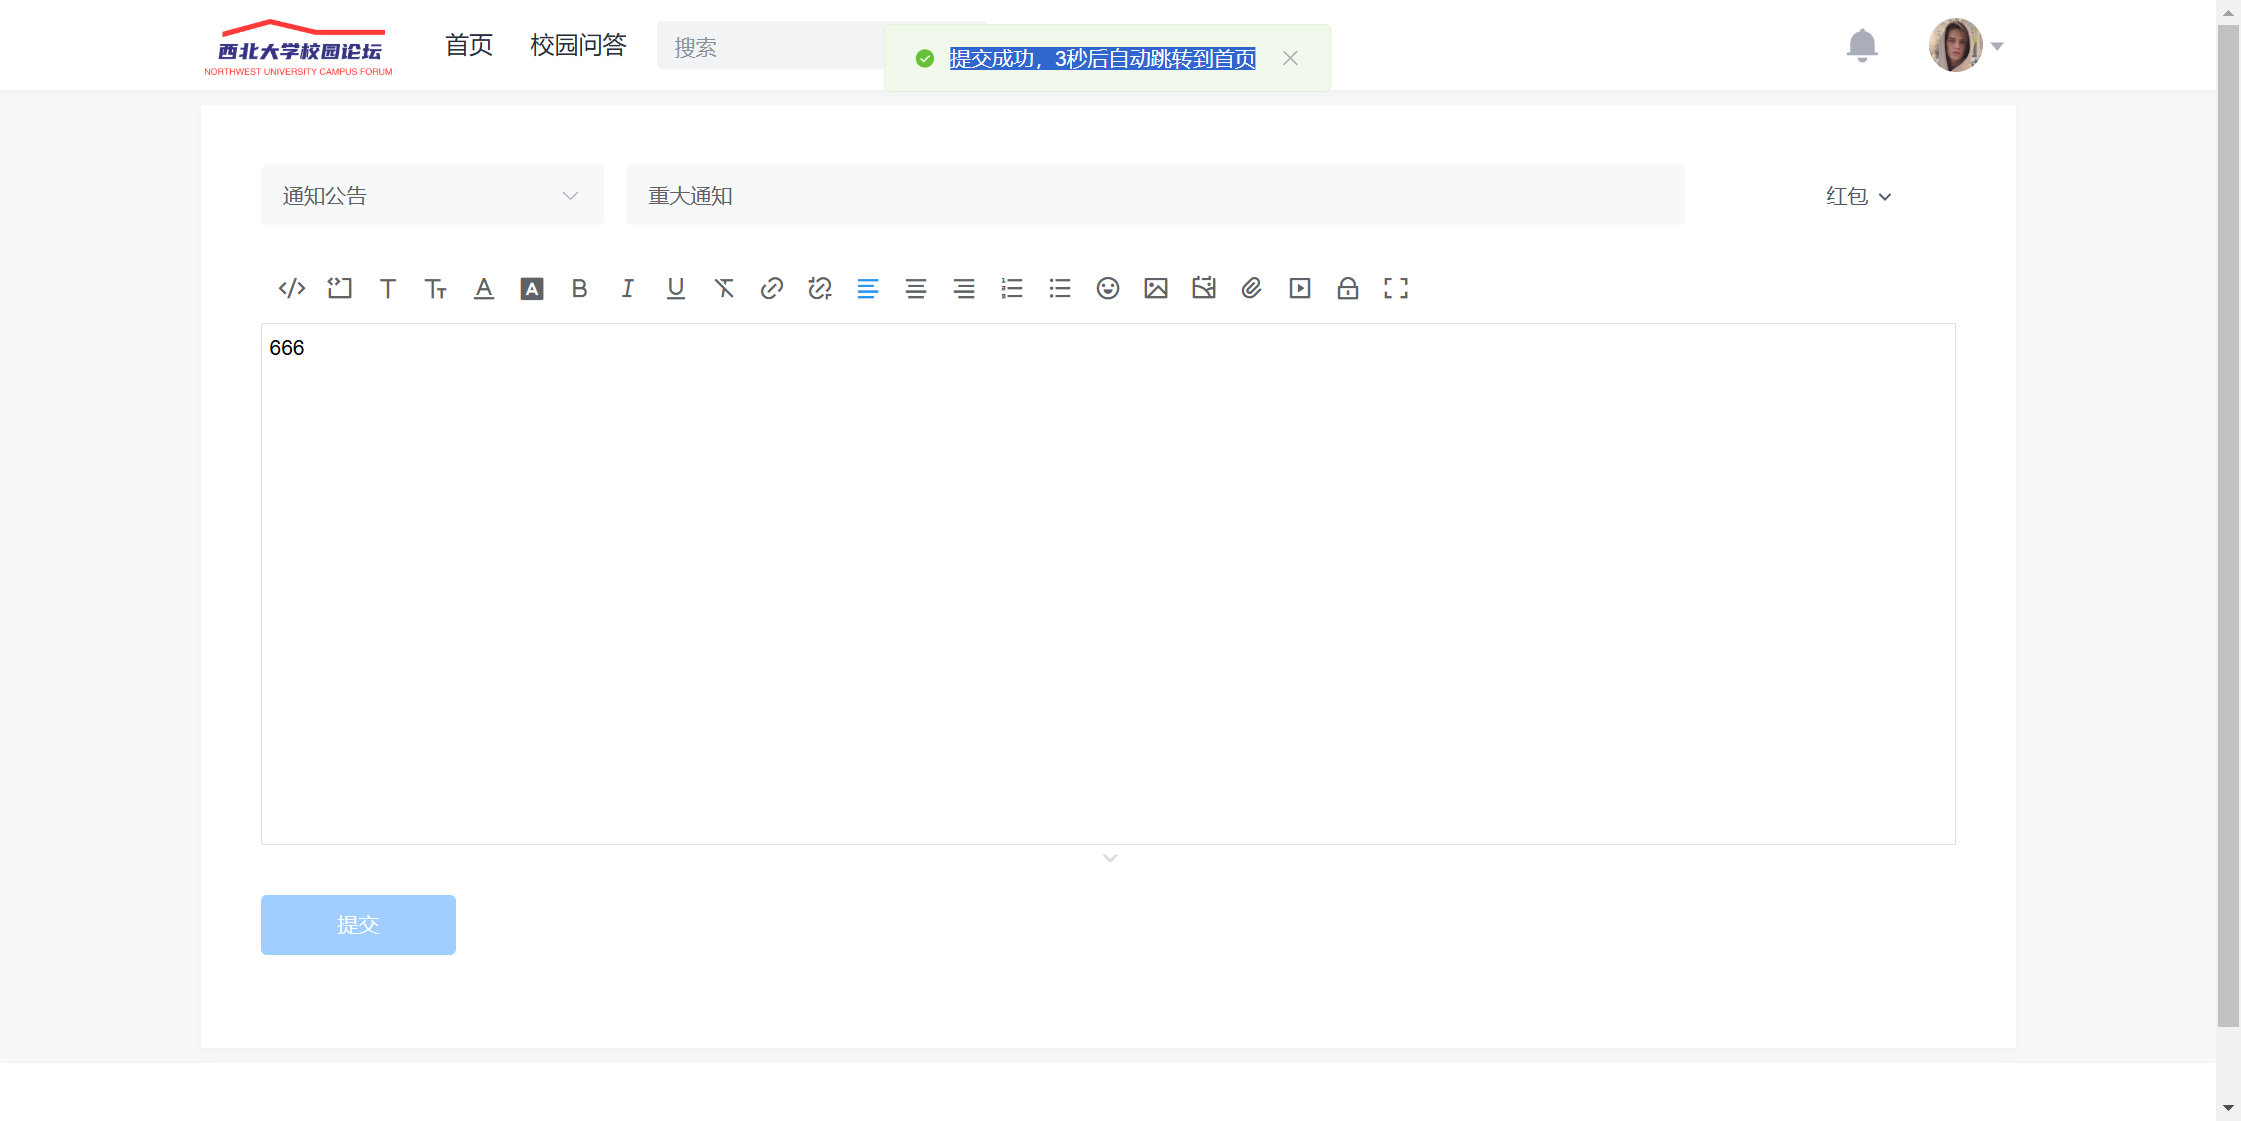 西北大学校园论坛
NORTHWEST UNIVERSITY CAMPUS FORUM
首页
校园问答
搜索
提交成功，3秒后自动跳转到首页
通知公告
重大通知
红包
666
提交